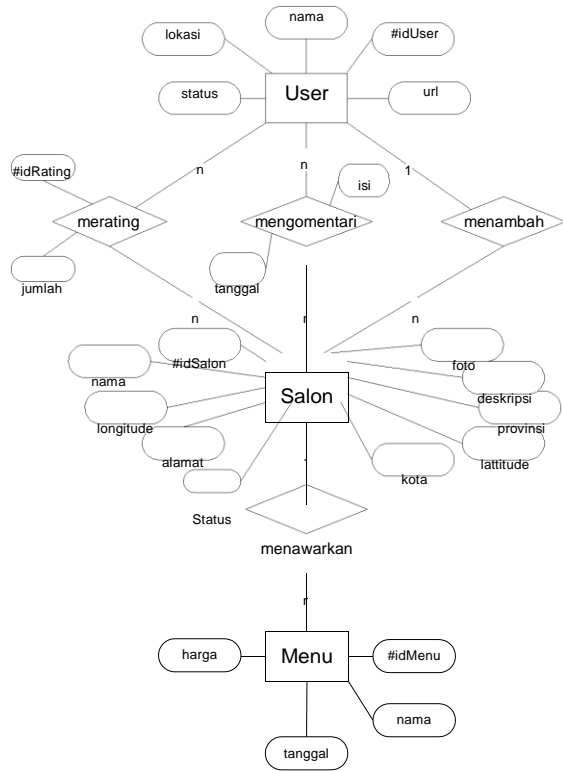 nama
lokasi
#idUser
User
status
url
n
n
1
#idRating
isi
merating
mengomentari
menambah
tanggal
jumlah
n
n
#idSalon
foto
nama
deskripsi
Salon
longitude
provinsi
alamat
lattitude
kota
Status
menawarkan
harga
Menu
#idMenu
nama
tanggal